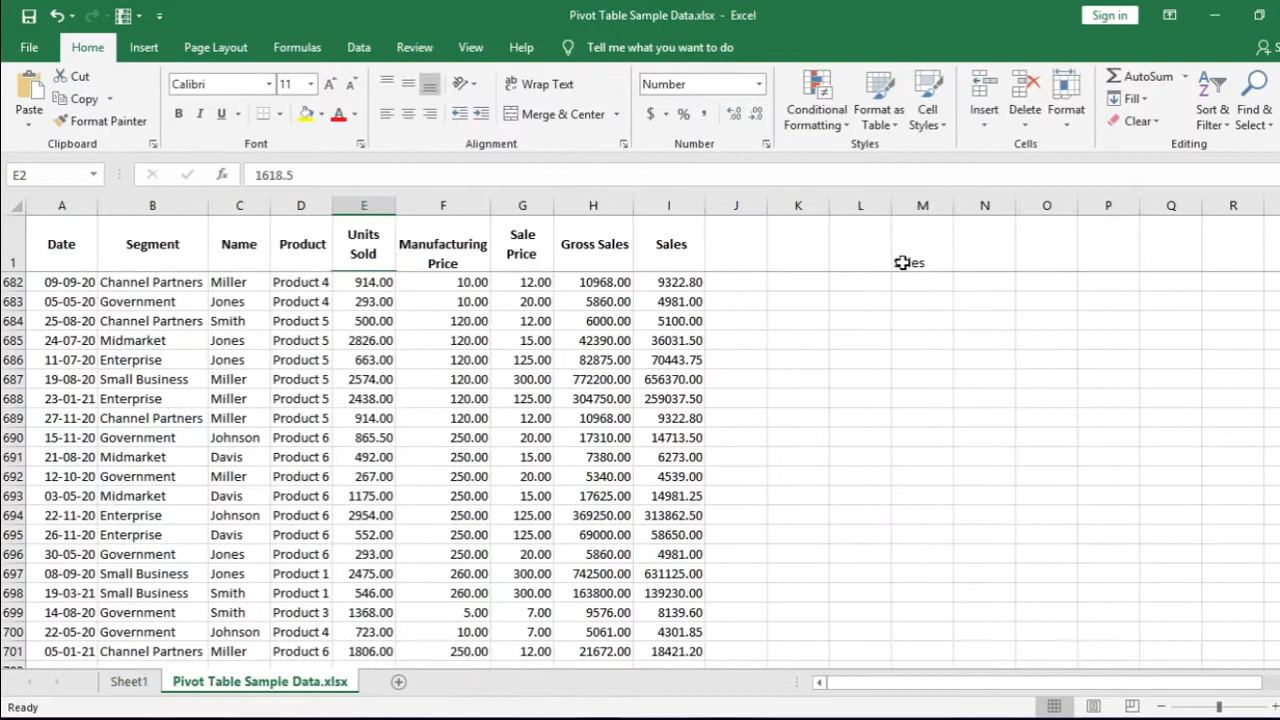 Pivot Table Sample Data.xlsx - Excel
Sign in
File Home Insert Page Layout Formulas Data Review View Help Tell me what you want to do
Paste
Cut
Copy
Format Painter
Clipboard
Calibri 11
B I U
Font
Wrap Text
Merge & Center
Alignment
Number
$ % ,
Number
Conditional Formatting
Format as Table
Cell Styles
Styles
Insert Delete Format
Cells
AutoSum
Fill
Clear
Sort & Filter
Find & Select
Editing
E2 fx 1618.5
A B C D E F G H I J K L M N O P Q R
1 Date Segment Name Product Units Sold Manufacturing Price Sale Price Gross Sales Sales
682 09-09-20 Channel Partners Miller Product 4 914.00 10.00 12.00 10968.00 9322.80
683 05-05-20 Government Jones Product 4 293.00 10.00 20.00 5860.00 4981.00
684 25-08-20 Channel Partners Smith Product 5 500.00 120.00 12.00 6000.00 5100.00
685 24-07-20 Midmarket Jones Product 5 2826.00 120.00 15.00 42390.00 36031.50
686 11-07-20 Enterprise Jones Product 5 663.00 120.00 125.00 82875.00 70443.75
687 19-08-20 Small Business Miller Product 5 2574.00 120.00 300.00 772200.00 656370.00
688 23-01-21 Enterprise Miller Product 5 2438.00 120.00 125.00 304750.00 259037.50
689 27-11-20 Channel Partners Miller Product 5 914.00 120.00 12.00 10968.00 9322.80
690 15-11-20 Government Johnson Product 6 865.50 250.00 20.00 17310.00 14713.50
691 21-08-20 Midmarket Davis Product 6 492.00 250.00 15.00 7380.00 6273.00
692 12-10-20 Government Miller Product 6 267.00 250.00 20.00 5340.00 4539.00
693 03-05-20 Midmarket Davis Product 6 1175.00 250.00 15.00 17625.00 14981.25
694 22-11-20 Enterprise Johnson Product 6 2954.00 250.00 125.00 369250.00 313862.50
695 26-11-20 Enterprise Davis Product 6 552.00 250.00 125.00 69000.00 58650.00
696 30-05-20 Government Jones Product 6 293.00 250.00 20.00 5860.00 4981.00
697 08-09-20 Small Business Jones Product 1 2475.00 260.00 300.00 742500.00 631125.00
698 19-03-21 Small Business Smith Product 1 546.00 260.00 300.00 163800.00 139230.00
699 14-08-20 Government Smith Product 3 1368.00 5.00 7.00 9576.00 8139.60
700 22-05-20 Government Johnson Product 4 723.00 10.00 7.00 5061.00 4301.85
701 05-01-21 Channel Partners Miller Product 6 1806.00 250.00 12.00 21672.00 18421.20
Sheet1 Pivot Table Sample Data.xlsx
Ready